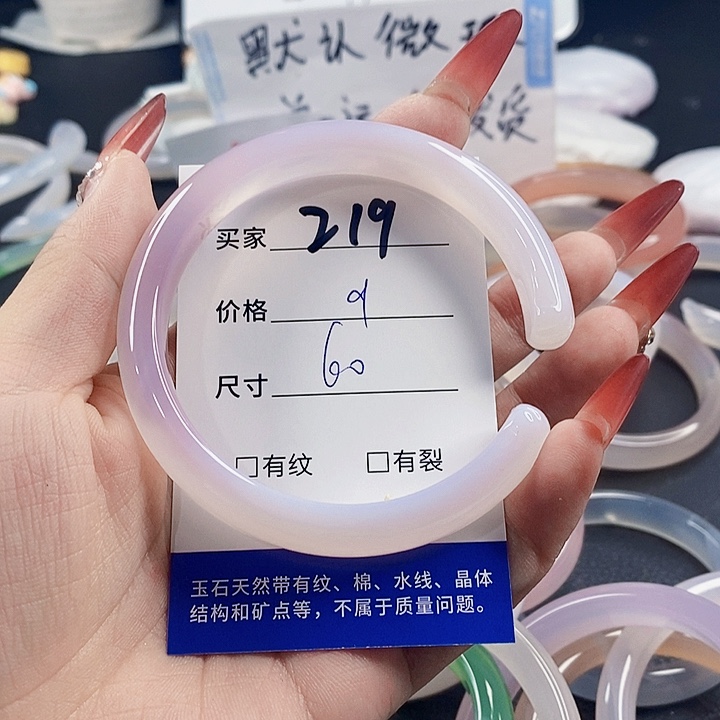 默认微瑕
买家 219
价格 9
尺寸 60
□有纹 □有裂
玉石天然带有纹、棉、水线、晶体
结构和矿点等，不属于质量问题。